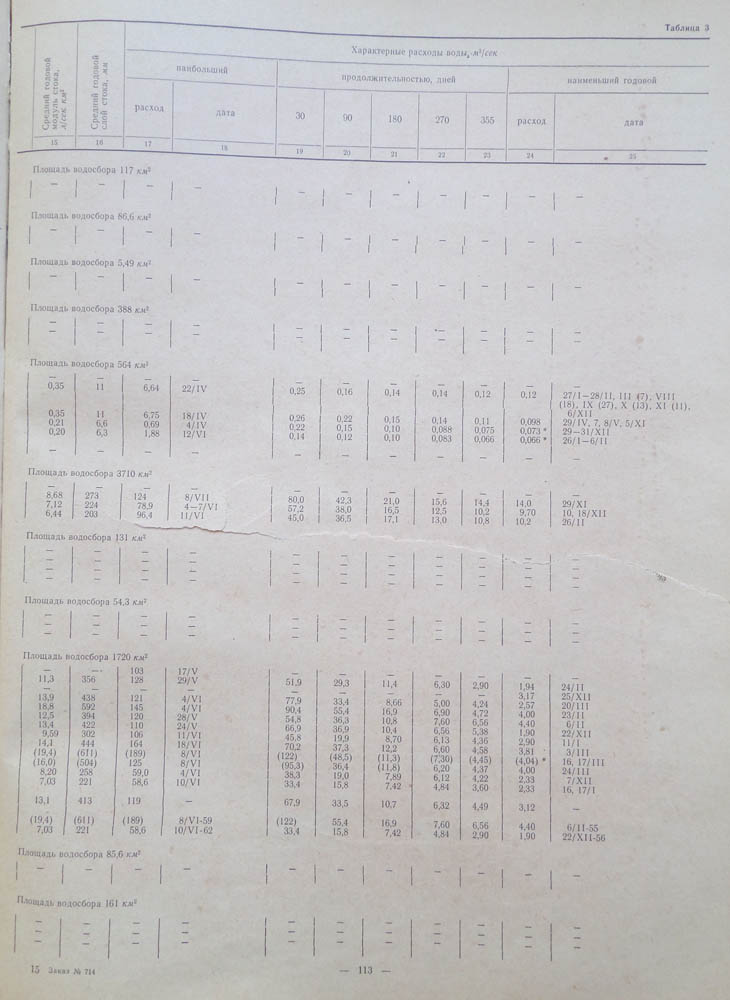 Таблица 3
Средний годовой модуль стока, л/сек км²
Средний годовой слой стока, мм
Характерные расходы воды, м³/сек
наибольший
продолжительностью, дней
наименьший годовой
расход дата 30 90 180 270 355 расход дата
15 16 17 18 19 20 21 22 23 24 25
Площадь водосбора 117 км²
— — — — — — — — — — —
Площадь водосбора 86,6 км²
— — — — — — — — — — —
Площадь водосбора 5,49 км²
— — — — — — — — — — —
Площадь водосбора 388 км²
— — — — — — — — — — —
— — — — — — — — — — —
Площадь водосбора 564 км²
— — — — — — — — — — —
0,35 11 6,64 22/IV 0,25 0,16 0,14 0,14 0,12 0,12 27/I—28/II, III (7), VIII
(18), IX (27), X (13), XI (11),
6/XII
0,35 11 6,75 18/IV 0,26 0,22 0,15 0,14 0,11 0,098 29/IV, 7, 8/V, 5/XI
0,21 6,6 0,69 4/IV 0,22 0,15 0,10 0,088 0,075 0,073 * 29—31/XII
0,20 6,3 1,88 12/VI 0,14 0,12 0,10 0,083 0,066 0,066 * 26/I—6/II
— — — — — — — — — — —
Площадь водосбора 3710 км²
— — — — — — — — — — —
8,68 273 124 8/VII 80,0 42,3 21,0 15,6 14,4 14,0 29/XI
7,12 224 78,9 4—7/VI 57,2 38,0 16,5 12,5 10,2 9,70 10, 18/XII
6,44 203 96,4 11/VI 45,0 36,5 17,1 13,0 10,8 10,2 26/II
Площадь водосбора 131 км²
— — — — — — — — — — —
— — — — — — — — — — —
— — — — — — — — — — —
— — — — — — — — — — —
Площадь водосбора 54,3 км²
— — — — — — — — — — —
— — — — — — — — — — —
— — — — — — — — — — —
Площадь водосбора 1720 км²
— — 103 17/V — — — — — — —
11,3 356 128 29/V 51,9 29,3 11,4 6,30 2,90 1,94 24/II
— — — — — — — — — 3,17 25/XII
13,9 438 121 4/VI 77,9 33,4 8,66 5,00 4,24 2,57 20/III
18,8 592 145 4/VI 90,4 55,4 16,9 6,90 4,72 4,00 23/II
12,5 394 120 28/V 54,8 36,3 10,8 7,60 6,56 4,40 6/II
13,4 422 110 24/V 66,9 36,9 10,4 6,56 5,38 1,90 22/XII
9,59 302 106 11/VI 45,8 19,9 8,70 6,13 4,36 2,90 11/I
14,1 444 164 18/VI 70,2 37,3 12,2 6,60 4,58 3,81 3/III
(19,4) (611) (189) 8/VI (122) (48,5) (11,3) (7,30) (4,45) (4,04) * 16, 17/III
(16,0) (504) 125 8/VI (95,3) 36,4 (11,8) 6,20 4,37 4,00 24/III
8,20 258 59,0 4/VI 38,3 19,0 7,89 6,12 4,22 2,33 7/XII
7,03 221 58,6 10/VI 33,4 15,8 7,42 4,84 3,60 2,33 16, 17/I
13,1 413 119 — 67,9 33,5 10,7 6,32 4,49 3,12 —
(19,4) (611) (189) 8/VI-59 (122) 55,4 16,9 7,60 6,56 4,40 6/II-55
7,03 221 58,6 10/VI-62 33,4 15,8 7,42 4,84 2,90 1,90 22/XII-56
Площадь водосбора 85,6 км²
— — — — — — — — — — —
Площадь водосбора 161 км²
— — — — — — — — — — —
— — — — — — — — — — —
— — — — — — — — — — —
15 Заказ № 714
— 113 —